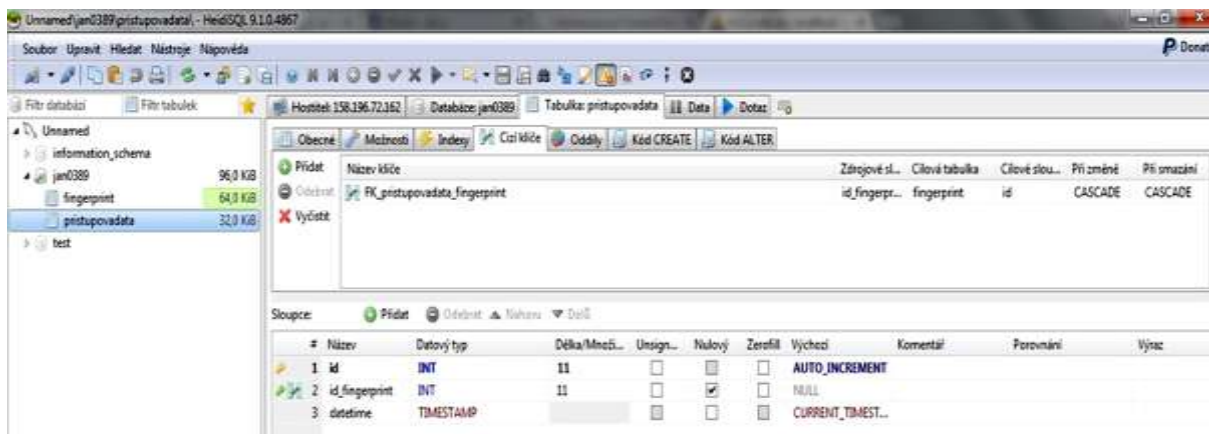 Unnamed\jan0389\pristupovadata\ - HeidiSQL 9.1.0.4867
Soubor Upravit Hledat Nástroje Nápověda
Donat
Filtr databází Filtr tabulek
Hostitel: 158.196.72.162 Databáze: jan0389 Tabulka: pristupovadata Data Dotaz
Unnamed
information_schema
jan0389 96,0 KiB
fingerprint 64,0 KiB
pristupovadata 32,0 KiB
test
Obecné Možnosti Indexy Cizí klíče Oddíly Kód CREATE Kód ALTER
Přidat
Odebrat
Vyčistit
Název klíče Zdrojové sl... Cílová tabulka Cílové slou... Při změně Při smazání
FK_pristupovadata_fingerprint id_fingerpr... fingerprint id CASCADE CASCADE
Sloupce: Přidat Odebrat Nahoru Dolů
# Název Datový typ Délka/Množi... Unsign... Nulový Zerofill Výchozí Komentář Porovnání Výraz
1 id INT 11 AUTO_INCREMENT
2 id_fingerprint INT 11 NULL
3 datetime TIMESTAMP CURRENT_TIMEST...